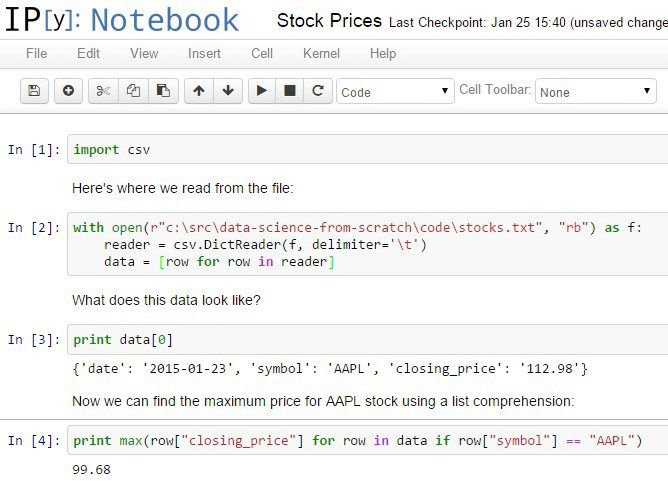 IP[y]: Notebook Stock Prices Last Checkpoint: Jan 25 15:40 (unsaved change
File Edit View Insert Cell Kernel Help
Code Cell Toolbar: None
In [1]: import csv
Here's where we read from the file:
In [2]: with open(r"c:\src\data-science-from-scratch\code\stocks.txt", "rb") as f:
reader = csv.DictReader(f, delimiter='\t')
data = [row for row in reader]
What does this data look like?
In [3]: print data[0]
{'date': '2015-01-23', 'symbol': 'AAPL', 'closing_price': '112.98'}
Now we can find the maximum price for AAPL stock using a list comprehension:
In [4]: print max(row["closing_price"] for row in data if row["symbol"] == "AAPL")
99.68